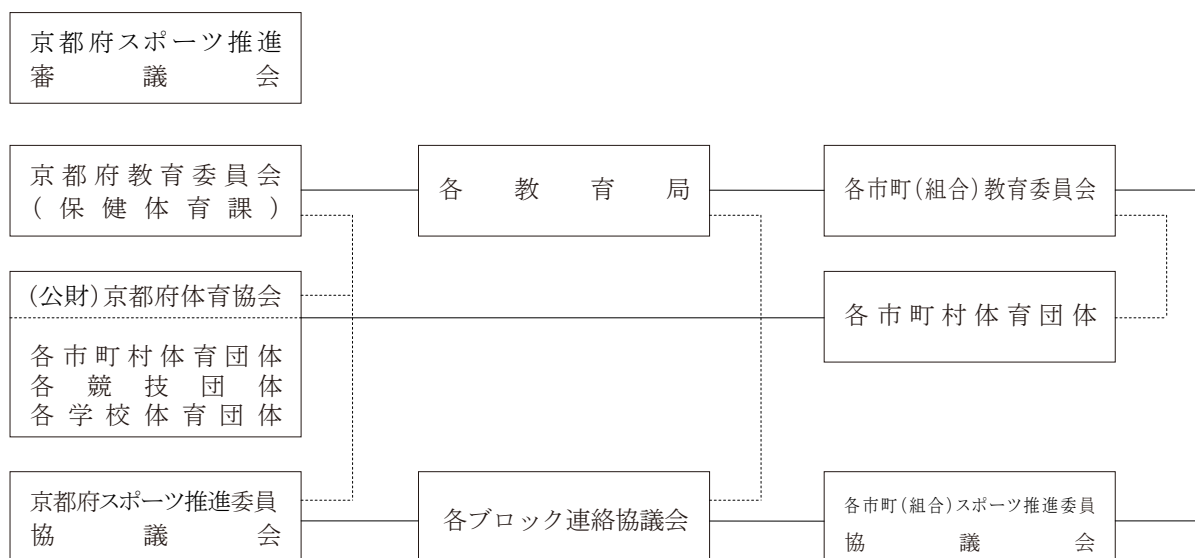 京都府スポーツ推進
審議会
京都府教育委員会
(保健体育課)
各教育局
各市町(組合)教育委員会
(公財)京都府体育協会
各市町村体育団体
各競技団体
各学校体育団体
各市町村体育団体
京都府スポーツ推進委員
協議会
各ブロック連絡協議会
各市町(組合)スポーツ推進委員
協議会